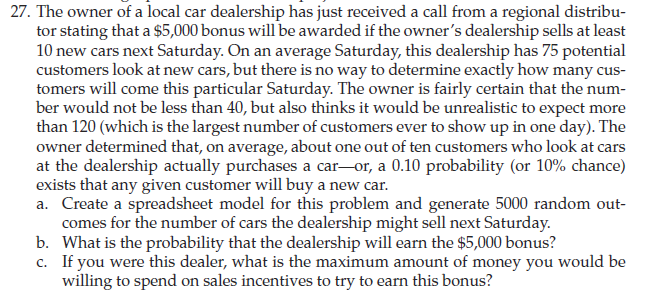 27. The owner of a local car dealership has just received a call from a regional distribu-
tor stating that a $5,000 bonus will be awarded if the owner's dealership sells at least
10 new cars next Saturday. On an average Saturday, this dealership has 75 potential
customers look at new cars, but there is no way to determine exactly how many cus-
tomers will come this particular Saturday. The owner is fairly certain that the num-
ber would not be less than 40, but also thinks it would be unrealistic to expect more
than 120 (which is the largest number of customers ever to show up in one day). The
owner determined that, on average, about one out of ten customers who look at cars
at the dealership actually purchases a car—or, a 0.10 probability (or 10% chance)
exists that any given customer will buy a new car.
a. Create a spreadsheet model for this problem and generate 5000 random out-
comes for the number of cars the dealership might sell next Saturday.
b. What is the probability that the dealership will earn the $5,000 bonus?
c. If you were this dealer, what is the maximum amount of money you would be
willing to spend on sales incentives to try to earn this bonus?